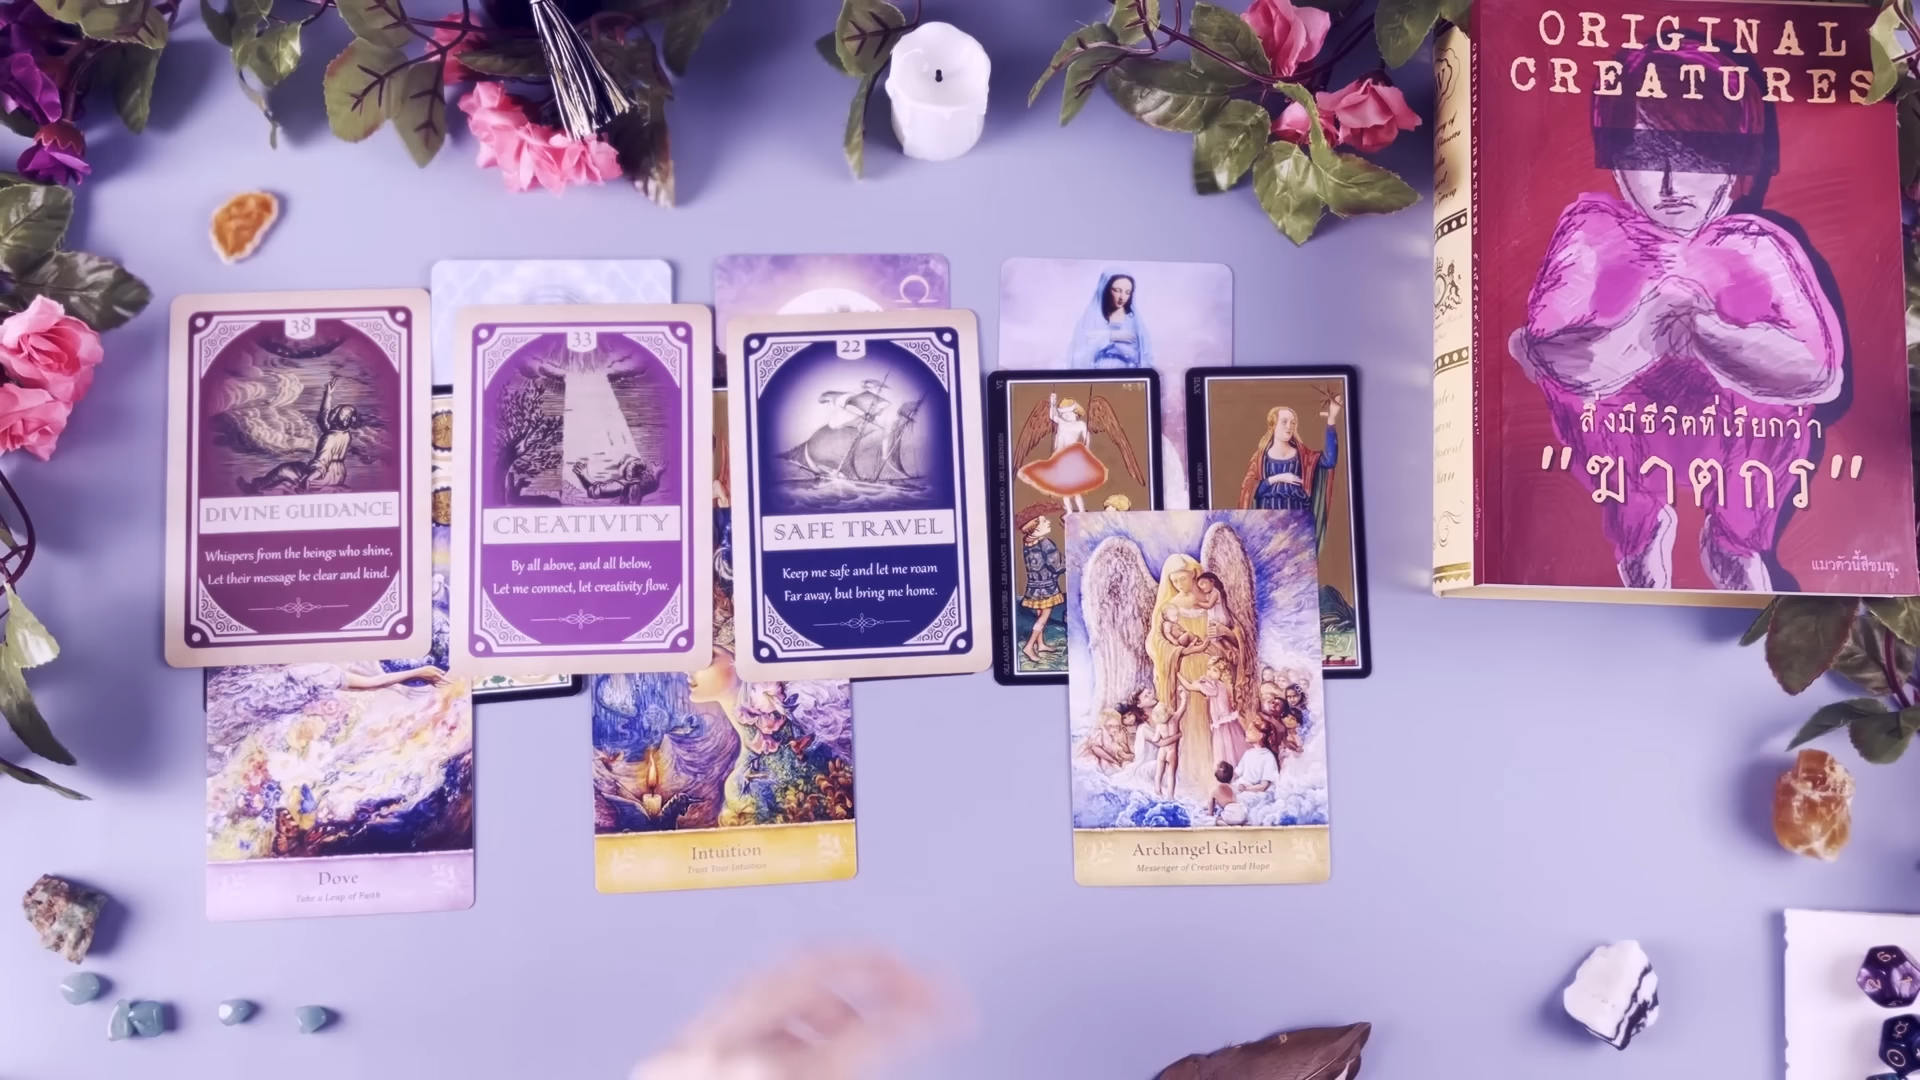 ORIGINAL
CREATURES
สิ่งมีชีวิตที่เรียกว่า
"ฆาตกร"
แมวตัวนี้สีชมพู.
38
DIVINE GUIDANCE
Whispers from the beings who shine,
Let their message be clear and kind.
33
CREATIVITY
By all above, and all below,
Let me connect, let creativity flow.
22
SAFE TRAVEL
Keep me safe and let me roam
Far away, but bring me home.
VI
XVII
Dove
Take a Leap of Faith
Intuition
Trust Your Intuition
Archangel Gabriel
Messenger of Creativity and Hope